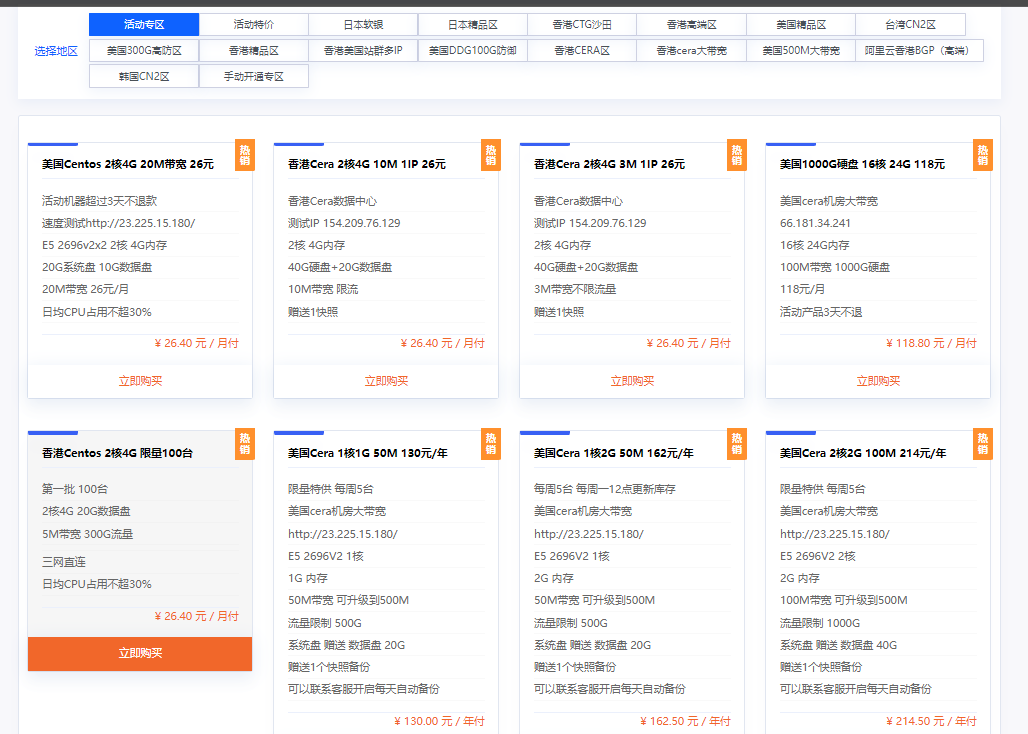 活动专区 活动特价 日本软银 日本精品区 香港CTG沙田 香港高端区 美国精品区 台湾CN2区
选择地区 美国300G高防区 香港精品区 香港美国站群多IP 美国DDG100G防御 香港CERA区 香港cera大带宽 美国500M大带宽 阿里云香港BGP（高端）
韩国CN2区 手动开通专区
美国Centos 2核4G 20M带宽 26元
热销
活动机器超过3天不退款
速度测试http://23.225.15.180/
E5 2696v2x2 2核 4G内存
20G系统盘 10G数据盘
20M带宽 26元/月
日均CPU占用不超30%
¥ 26.40 元 / 月付
立即购买
香港Cera 2核4G 10M 1IP 26元
热销
香港Cera数据中心
测试IP 154.209.76.129
2核 4G内存
40G硬盘+20G数据盘
10M带宽 限流
赠送1快照
¥ 26.40 元 / 月付
立即购买
香港Cera 2核4G 3M 1IP 26元
热销
香港Cera数据中心
测试IP 154.209.76.129
2核 4G内存
40G硬盘+20G数据盘
3M带宽不限流量
赠送1快照
¥ 26.40 元 / 月付
立即购买
美国1000G硬盘 16核 24G 118元
热销
美国cera机房大带宽
66.181.34.241
16核 24G内存
100M带宽 1000G硬盘
118元/月
活动产品3天不退
¥ 118.80 元 / 月付
立即购买
香港Centos 2核4G 限量100台
热销
第一批 100台
2核4G 20G数据盘
5M带宽 300G流量
三网直连
日均CPU占用不超30%
¥ 26.40 元 / 月付
立即购买
美国Cera 1核1G 50M 130元/年
热销
限量特供 每周5台
美国cera机房大带宽
http://23.225.15.180/
E5 2696V2 1核
1G 内存
50M带宽 可升级到500M
流量限制 500G
系统盘 赠送 数据盘 20G
赠送1个快照备份
可以联系客服开启每天自动备份
¥ 130.00 元 / 年付
美国Cera 1核2G 50M 162元/年
热销
每周5台 每周一12点更新库存
美国cera机房大带宽
http://23.225.15.180/
E5 2696V2 1核
2G 内存
50M带宽 可升级到500M
流量限制 500G
系统盘 赠送 数据盘 20G
赠送1个快照备份
可以联系客服开启每天自动备份
¥ 162.50 元 / 年付
美国Cera 2核2G 100M 214元/年
热销
限量特供 每周5台
美国cera机房大带宽
http://23.225.15.180/
E5 2696V2 2核
2G 内存
100M带宽 可升级到500M
流量限制 1000G
系统盘 赠送 数据盘 40G
赠送1个快照备份
可以联系客服开启每天自动备份
¥ 214.50 元 / 年付